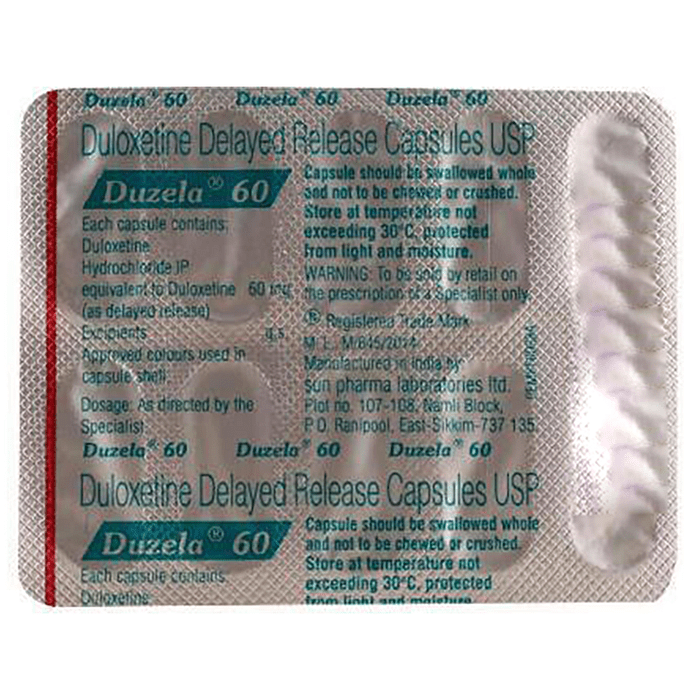 Duzela® 60 Duzela® 60 Duzela® 60
Duloxetine Delayed Release Capsules USP
Duzela® 60
Each capsule contains:
Duloxetine
Hydrochloride IP
equivalent to Duloxetine 60 mg
(as delayed release)
Excipients q.s.
Approved colours used in
capsule shell.
Dosage: As directed by the
Specialist.
Capsule should be swallowed whole
and not to be chewed or crushed.
Store at temperature not
exceeding 30°C, protected
from light and moisture.
WARNING: To be sold by retail on
the prescription of a Specialist only.
® Registered Trade Mark
M. L. M/645/2014
Manufactured in India by:
sun pharma laboratories ltd.
Plot no. 107-108, Namli Block,
P.O. Ranipool, East-Sikkim-737 135.
Duzela® 60 Duzela® 60 Duzela® 60
Duloxetine Delayed Release Capsules USP
Duzela® 60
Each capsule contains:
Duloxetine
Capsule should be swallowed whole
and not to be chewed or crushed.
Store at temperature not
exceeding 30°C, protected
from light and moisture.